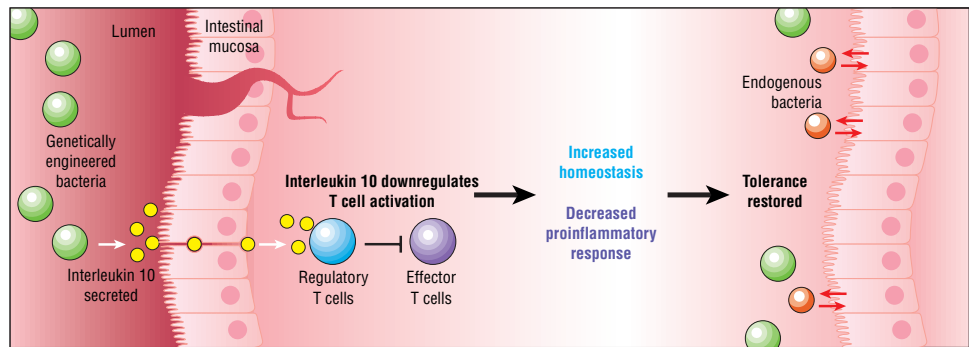 Lumen
Intestinal
mucosa
Genetically
engineered
bacteria
Interleukin 10
secreted
Interleukin 10 downregulates
T cell activation
Regulatory
T cells
Effector
T cells
Increased
homeostasis
Decreased
proinflammatory
response
Tolerance
restored
Endogenous
bacteria